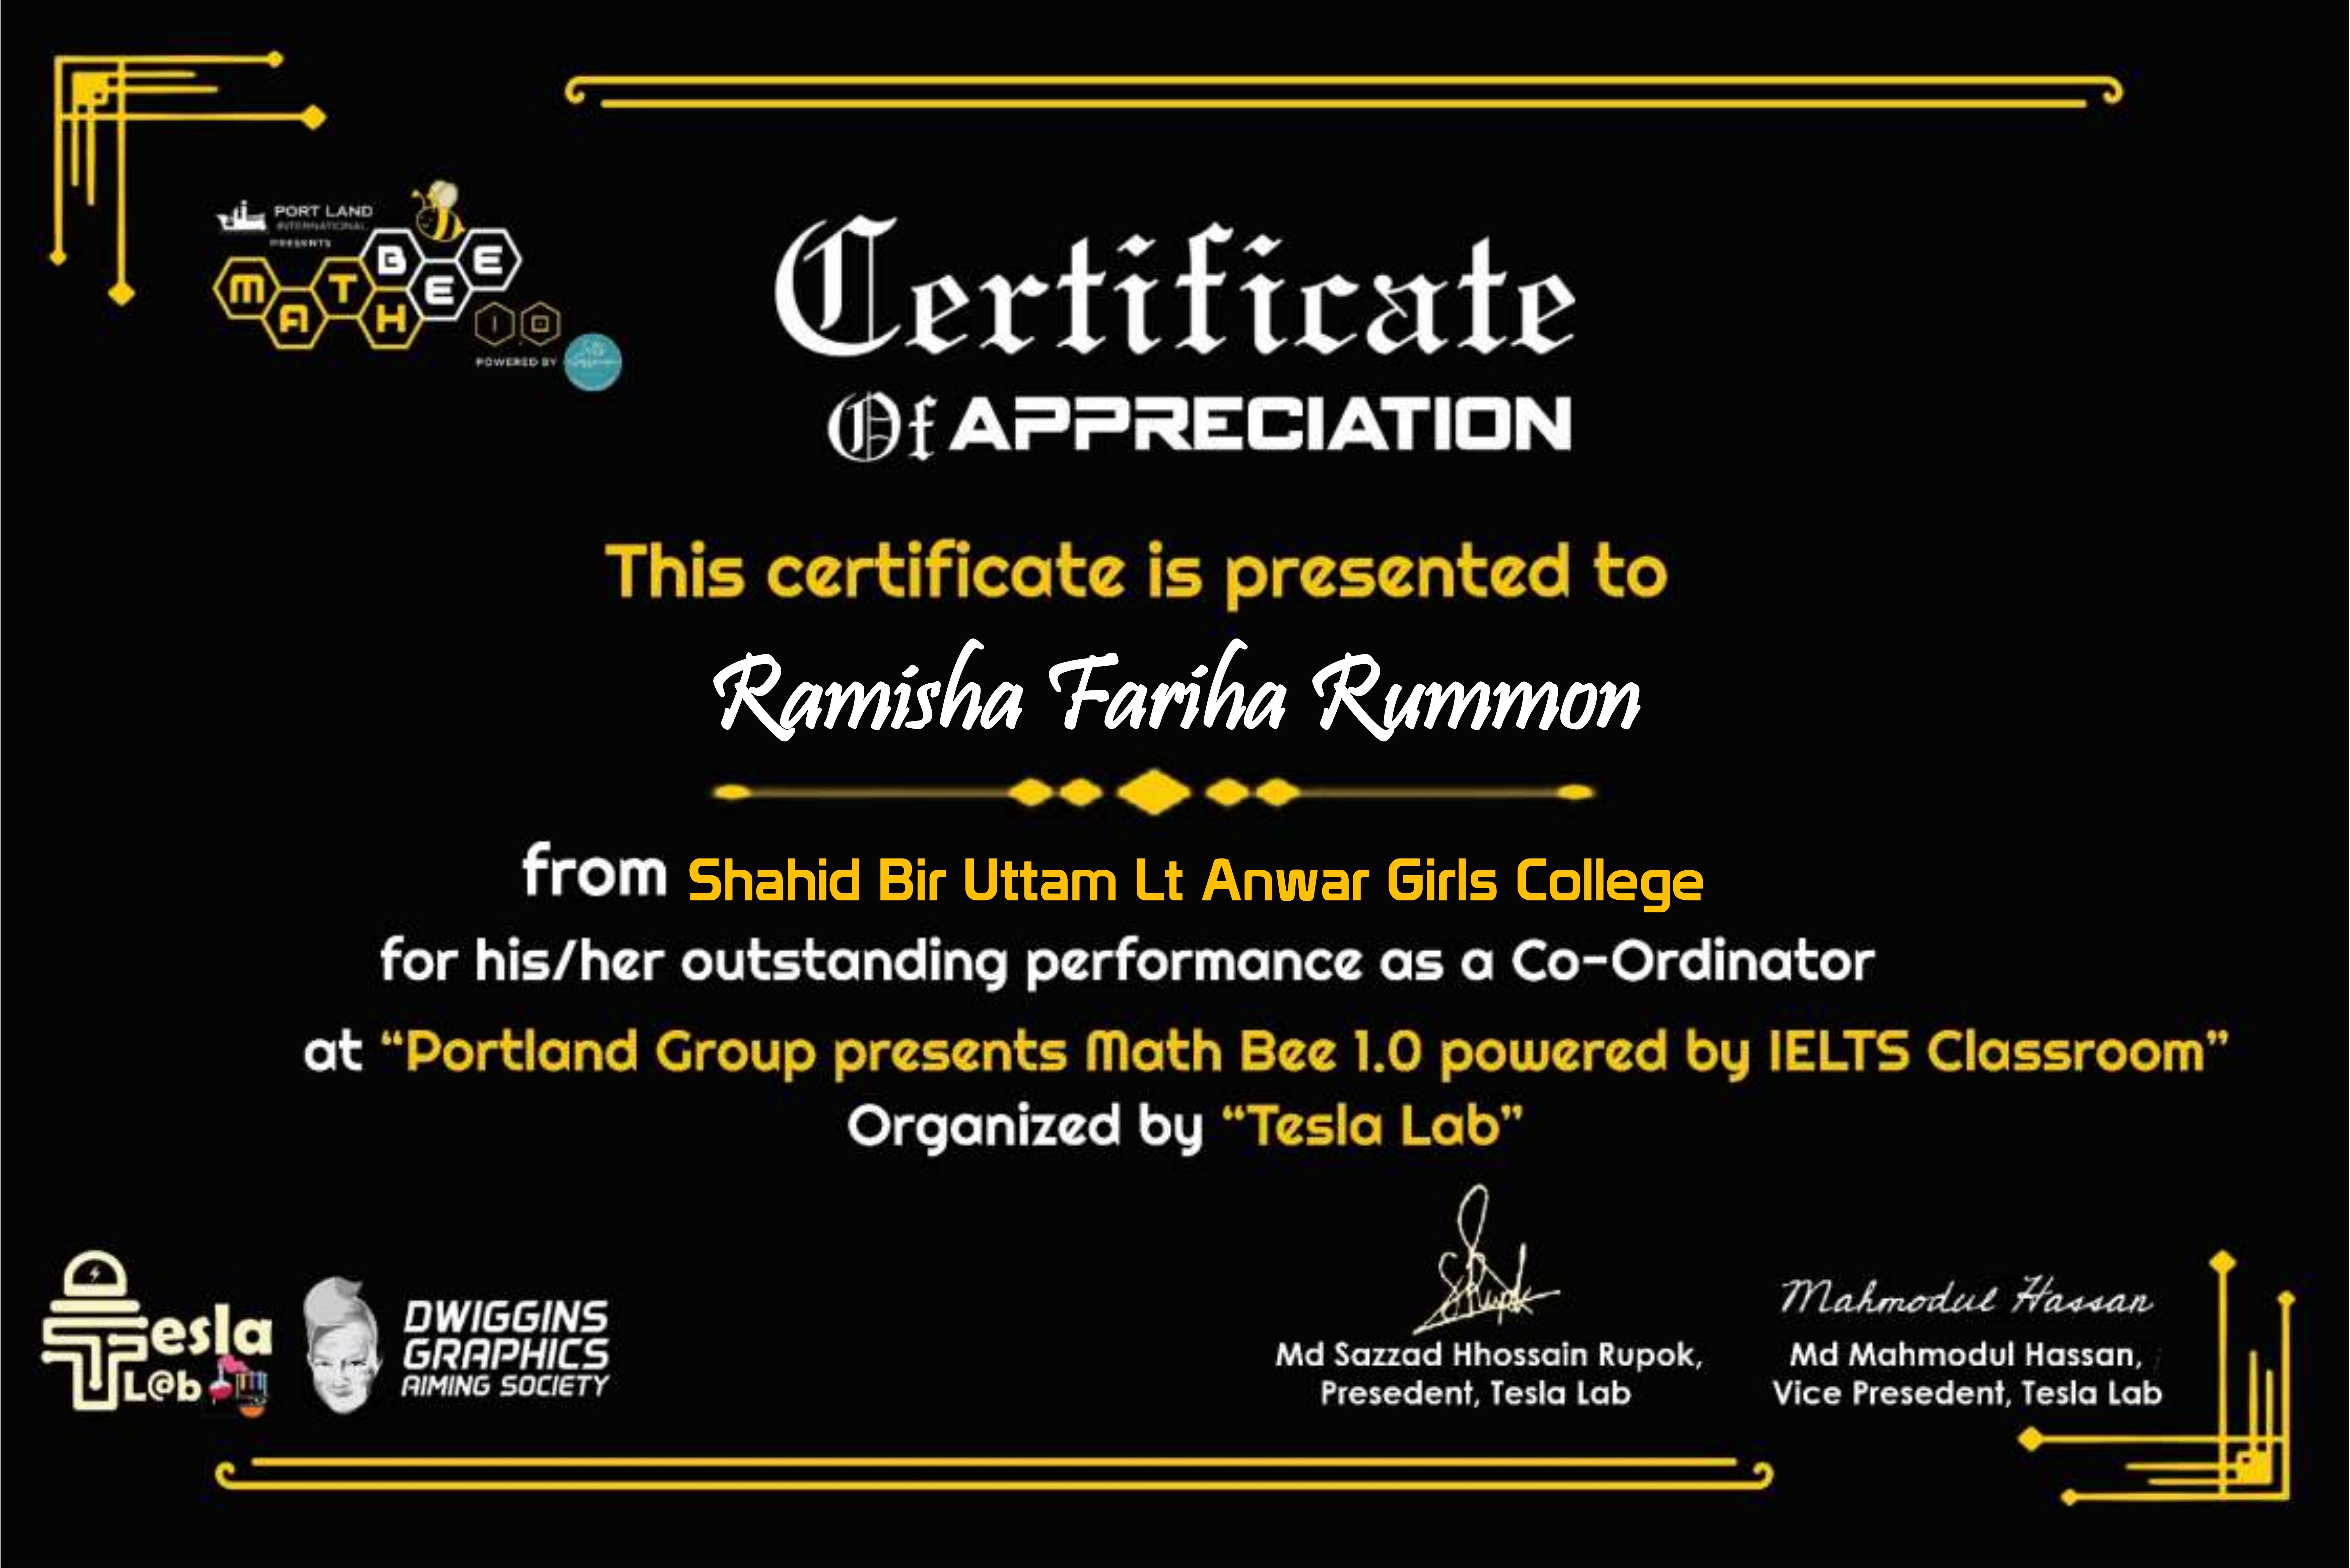 PORT LAND
INTERNATIONAL
PRESENTS
MATH BEE
1.0
POWERED BY
Certificate
Of APPRECIATION
This certificate is presented to
Ramisha Fariha Rummon
from Shahid Bir Uttam Lt Anwar Girls College
for his/her outstanding performance as a Co-Ordinator
at “Portland Group presents Math Bee 1.0 powered by IELTS Classroom”
Organized by “Tesla Lab”
Tesla
L@b
DWIGGINS
GRAPHICS
AIMING SOCIETY
Md Sazzad Hhossain Rupok,
Presedent, Tesla Lab
Mahmodul Hassan
Md Mahmodul Hassan,
Vice Presedent, Tesla Lab